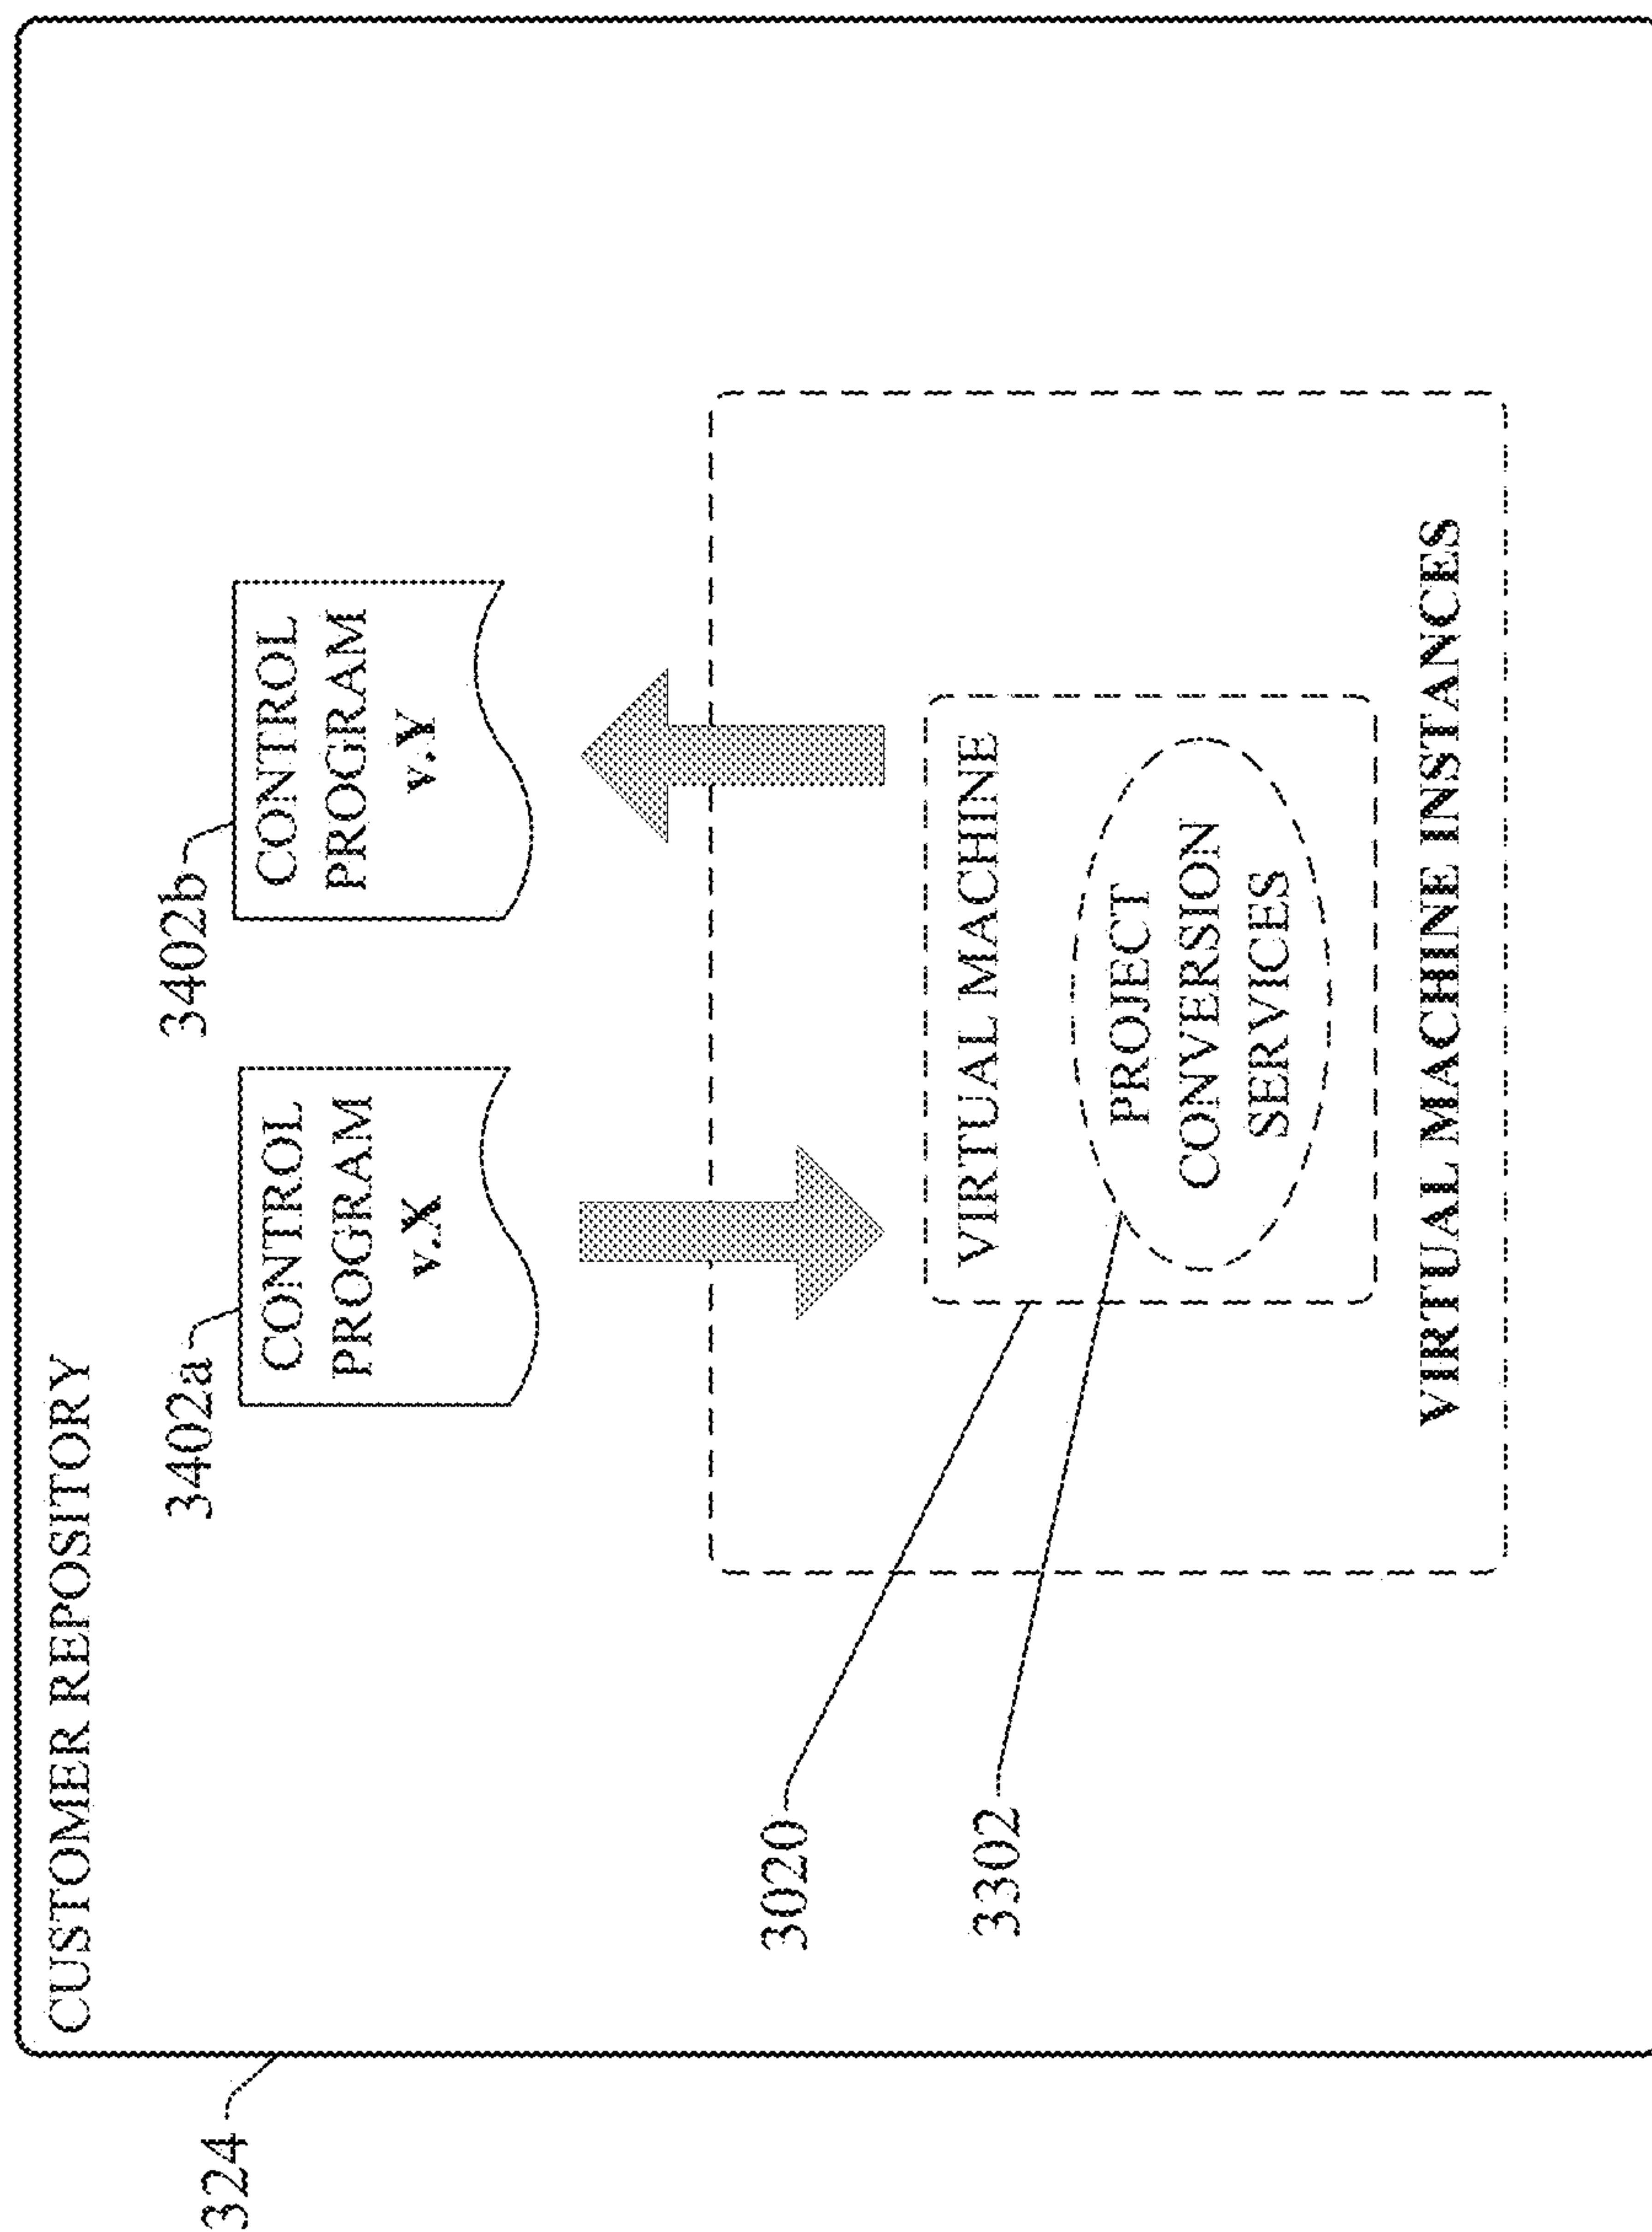 CUSTOMER REPOSITORY
324
3402a
CONTROL
PROGRAM
v.X
3402b
CONTROL
PROGRAM
v.Y
3020
3302
VIRTUAL MACHINE
PROJECT
CONVERSION
SERVICES
VIRTUAL MACHINE INSTANCES